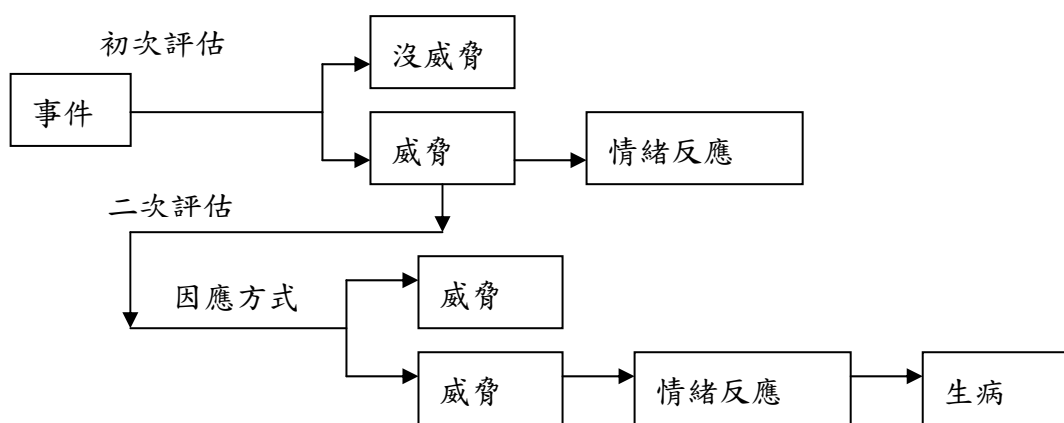 初次評估
沒威脅
事件
威脅
情緒反應
二次評估
因應方式
威脅
威脅
情緒反應
生病